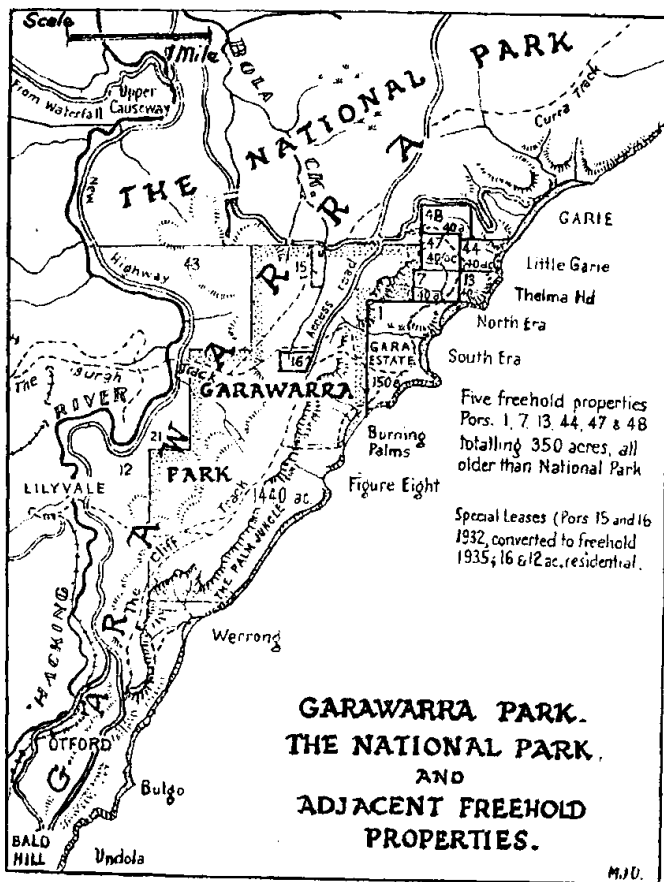 Scale
1 Mile
From Waterfall
Upper
Causeway
BOLA
CK.
THE NATIONAL PARK
Curra Track
New
Highway
43
15
16
48
40a
47
40ac
44
40ac
7
40a
13
40
1
GARIE
Little Garie
Thelma Hd
North Era
GARA
ESTATE
150a
South Era
Access road
The Burgh
Track
RIVER
GARAWARRA
PARK
1440 ac.
21
12
LILYVALE
Burning
Palms
Figure Eight
The Cliff Track
THE PALM JUNGLE
Werrong
HACKING
GARAWARRA
OTFORD
Bulgo
BALD
HILL
Undola
Five freehold properties
Pors. 1, 7, 13, 44, 47 & 48
totalling 350 acres, all
older than National Park
Special Leases (Pors 15 and 16
1932, converted to freehold
1935; 16 & 12 ac., residential.
GARAWARRA PARK.
THE NATIONAL PARK
AND
ADJACENT FREEHOLD
PROPERTIES.